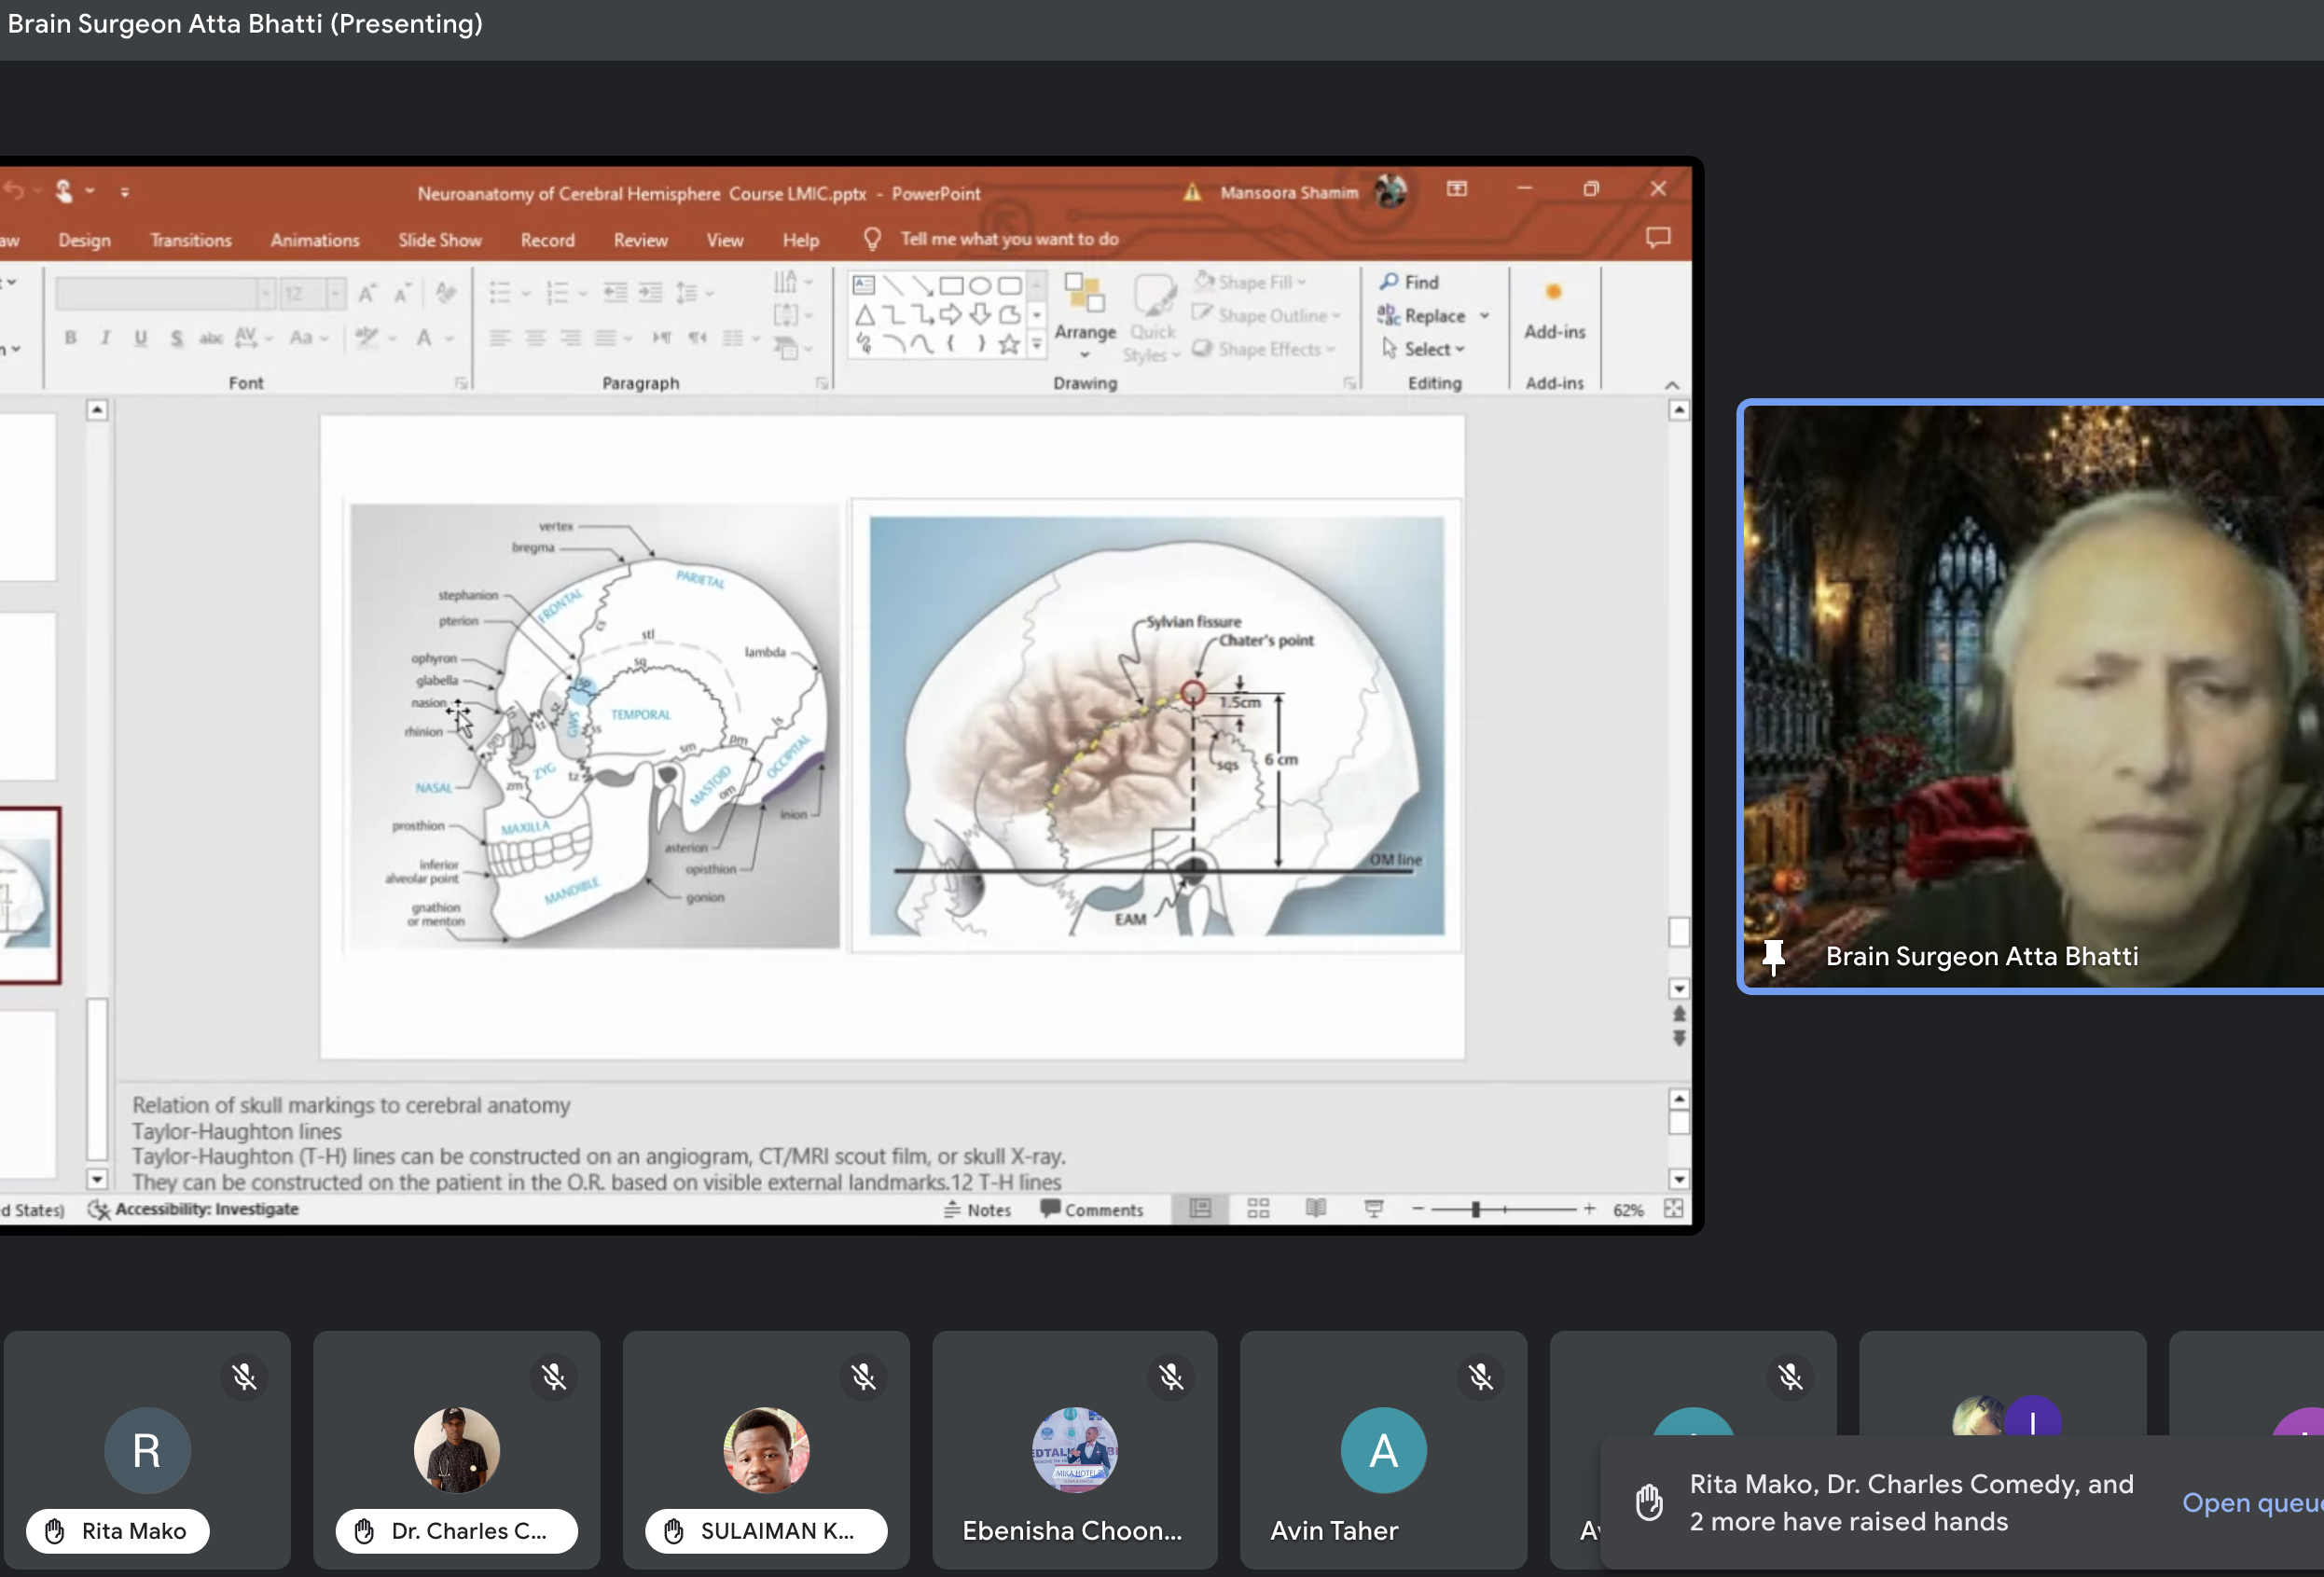 Brain Surgeon Atta Bhatti (Presenting)
Neuroanatomy of Cerebral Hemisphere Course LMIC.pptx - PowerPoint
Mansoora Shamim
Design Transitions Animations Slide Show Record Review View Help Tell me what you want to do
12
Shape Fill
Find
Shape Outline
Replace
Arrange
Quick
Styles
Shape Effects
Select
Add-ins
Font
Paragraph
Drawing
Editing
Add-ins
vertex
bregma
PARIETAL
stephanion
FRONTAL
pterion
cs
stl
ophyron
sq
lambda
glabella
sp
nasion
GWS
TEMPORAL
rhinion
ls
pm
sm
ZYG
OCCIPITAL
tz
NASAL
zm
MASTOID
om
inion
prosthion
MAXILLA
asterion
inferior
alveolar point
opisthion
MANDIBLE
gonion
gnathion
or menton
Sylvian fissure
Chater's point
1.5cm
sqs
6 cm
OM line
EAM
Relation of skull markings to cerebral anatomy
Taylor-Haughton lines
Taylor-Haughton (T-H) lines can be constructed on an angiogram, CT/MRI scout film, or skull X-ray.
They can be constructed on the patient in the O.R. based on visible external landmarks.12 T-H lines
d States) Accessibility: Investigate
Notes Comments
62%
Brain Surgeon Atta Bhatti
R
Rita Mako
Dr. Charles C...
SULAIMAN K...
MIKA HOTEL
Ebenisha Choon...
A
Avin Taher
Rita Mako, Dr. Charles Comedy, and
2 more have raised hands
Open queue